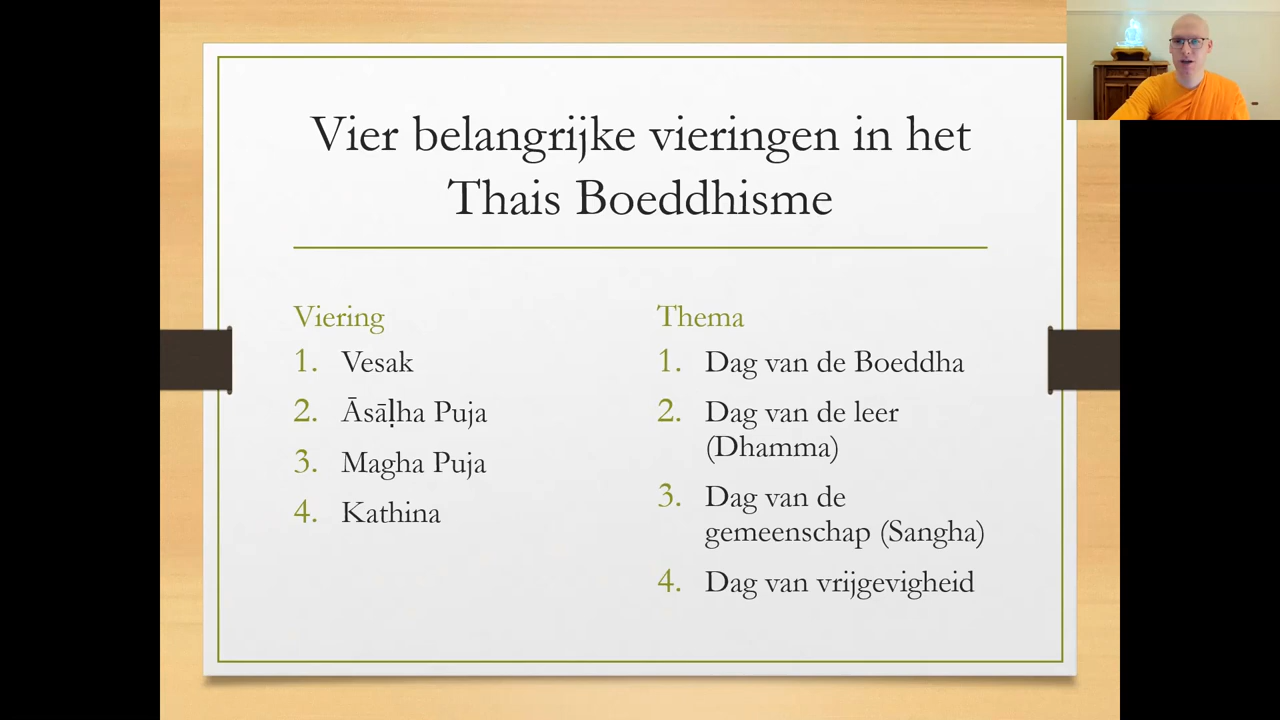 Vier belangrijke vieringen in het
Thais Boeddhisme
Viering
1. Vesak
2. Āsāḷha Puja
3. Magha Puja
4. Kathina
Thema
1. Dag van de Boeddha
2. Dag van de leer
(Dhamma)
3. Dag van de
gemeenschap (Sangha)
4. Dag van vrijgevigheid